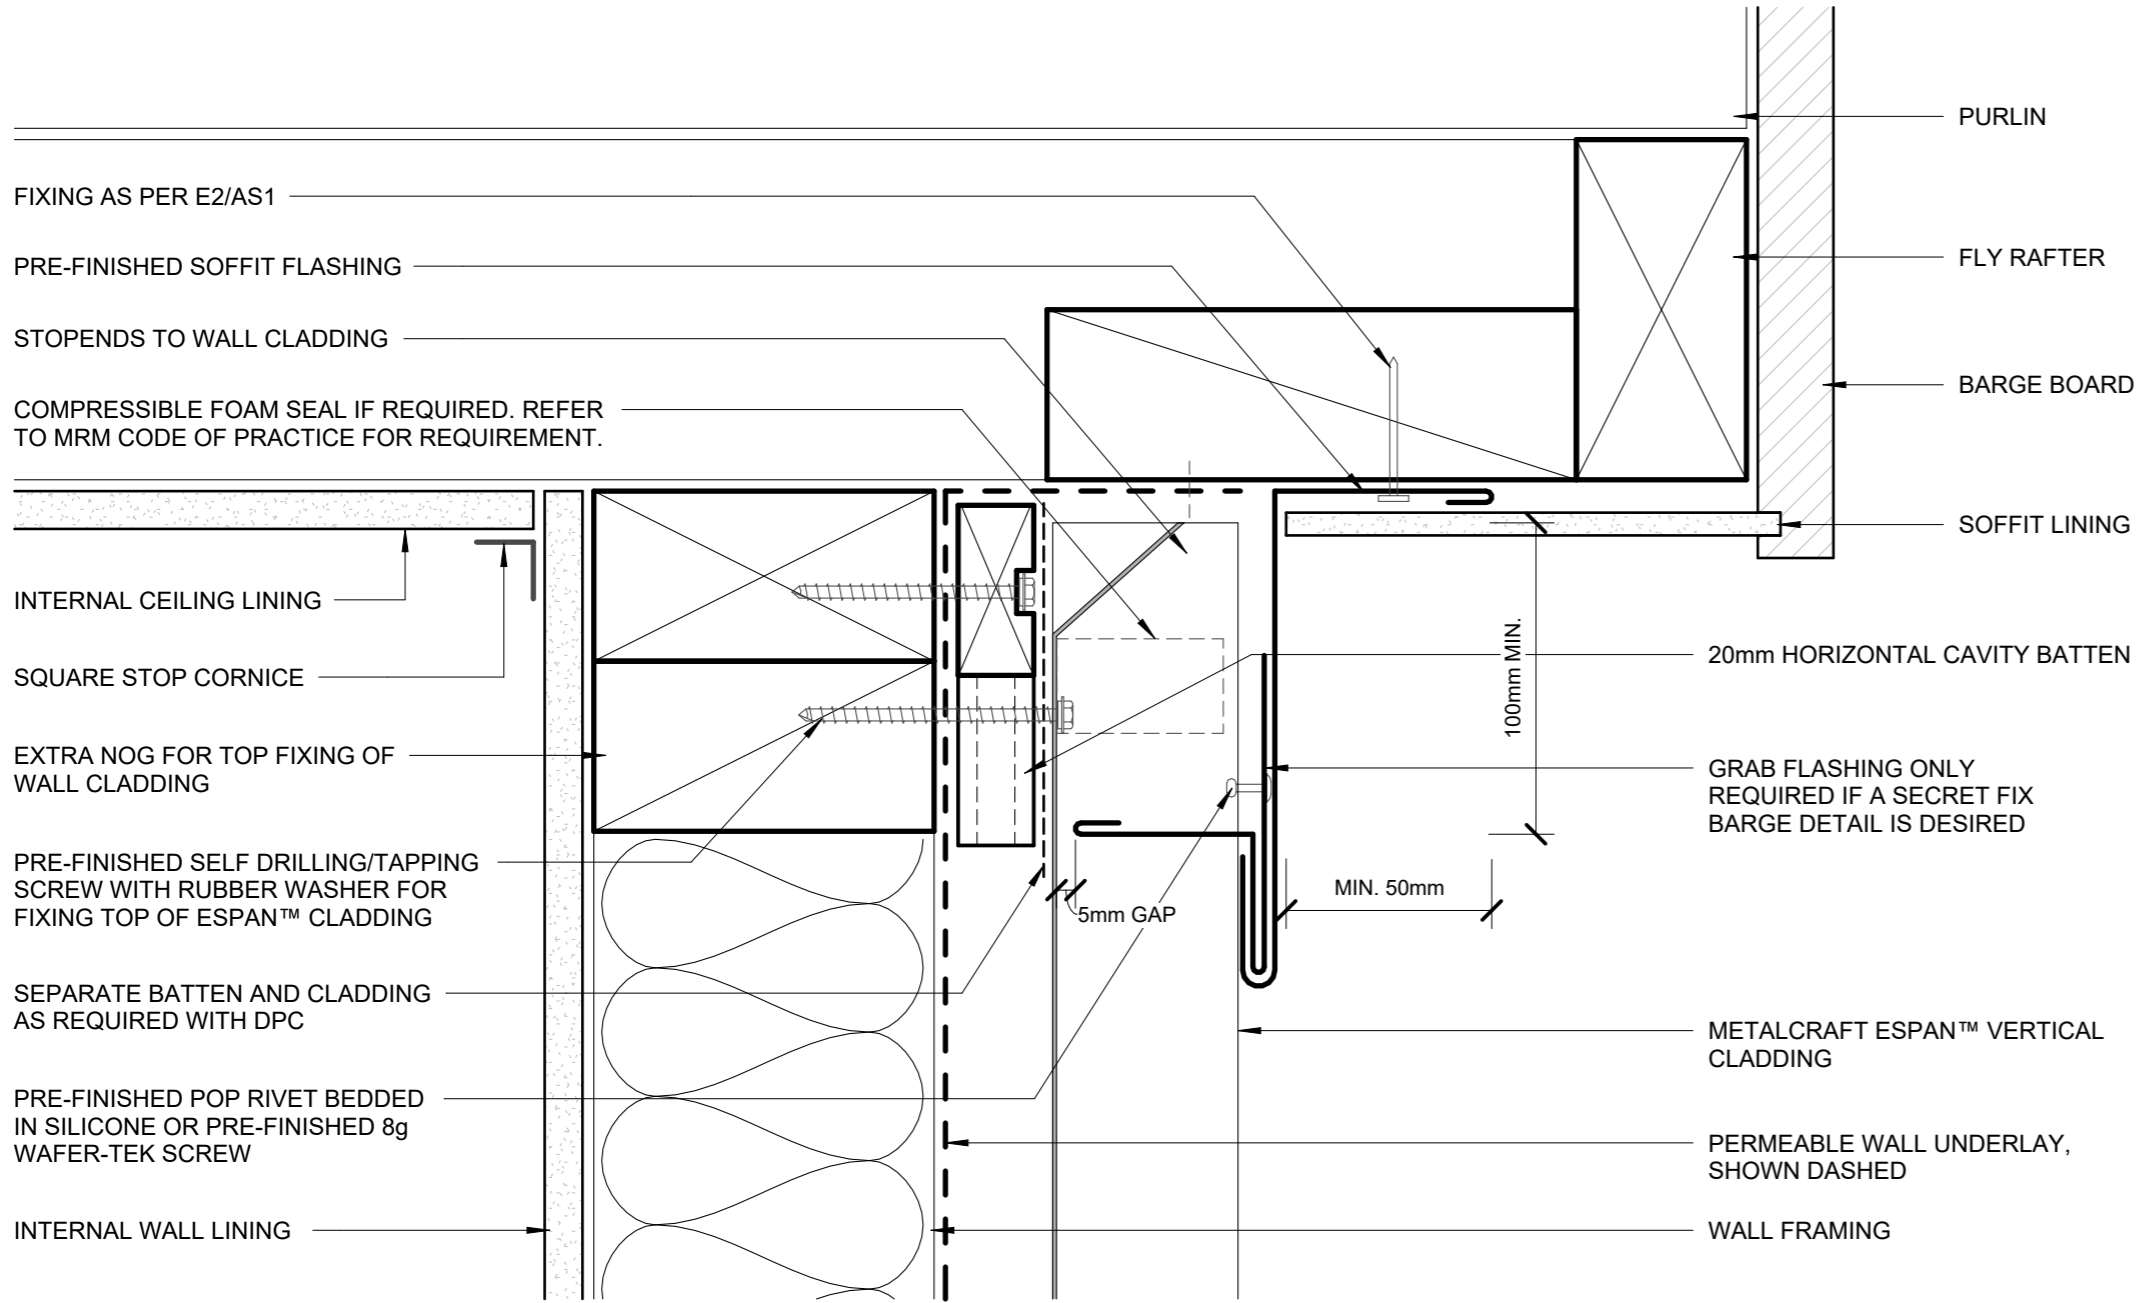 FIXING AS PER E2/AS1
PRE-FINISHED SOFFIT FLASHING
STOPENDS TO WALL CLADDING
COMPRESSIBLE FOAM SEAL IF REQUIRED. REFER
TO MRM CODE OF PRACTICE FOR REQUIREMENT.
INTERNAL CEILING LINING
SQUARE STOP CORNICE
EXTRA NOG FOR TOP FIXING OF
WALL CLADDING
PRE-FINISHED SELF DRILLING/TAPPING
SCREW WITH RUBBER WASHER FOR
FIXING TOP OF ESPAN™ CLADDING
SEPARATE BATTEN AND CLADDING
AS REQUIRED WITH DPC
PRE-FINISHED POP RIVET BEDDED
IN SILICONE OR PRE-FINISHED 8g
WAFER-TEK SCREW
INTERNAL WALL LINING
5mm GAP
MIN. 50mm
100mm MIN.
PURLIN
FLY RAFTER
BARGE BOARD
SOFFIT LINING
20mm HORIZONTAL CAVITY BATTEN
GRAB FLASHING ONLY
REQUIRED IF A SECRET FIX
BARGE DETAIL IS DESIRED
METALCRAFT ESPAN™ VERTICAL
CLADDING
PERMEABLE WALL UNDERLAY,
SHOWN DASHED
WALL FRAMING